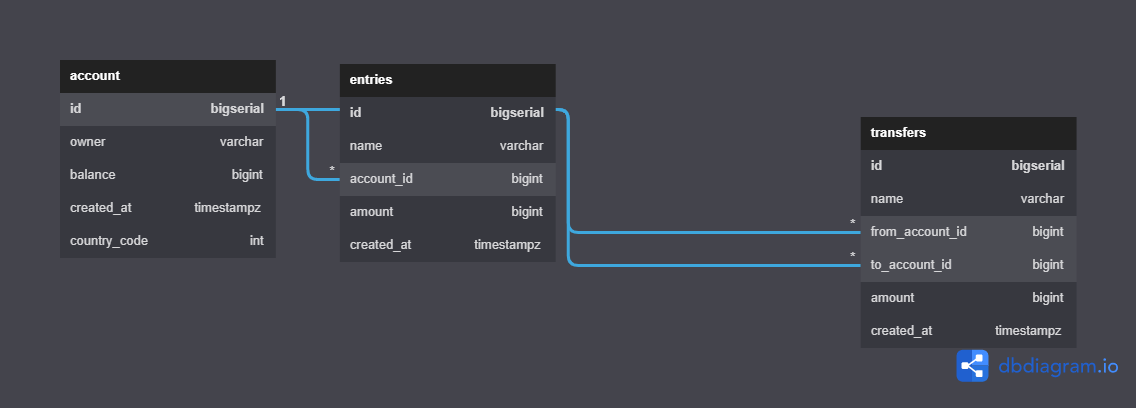 account
id bigserial
owner varchar
balance bigint
created_at timestampz
country_code int
1
*
entries
id bigserial
name varchar
account_id bigint
amount bigint
created_at timestampz
*
*
transfers
id bigserial
name varchar
from_account_id bigint
to_account_id bigint
amount bigint
created_at timestampz
dbdiagram.io